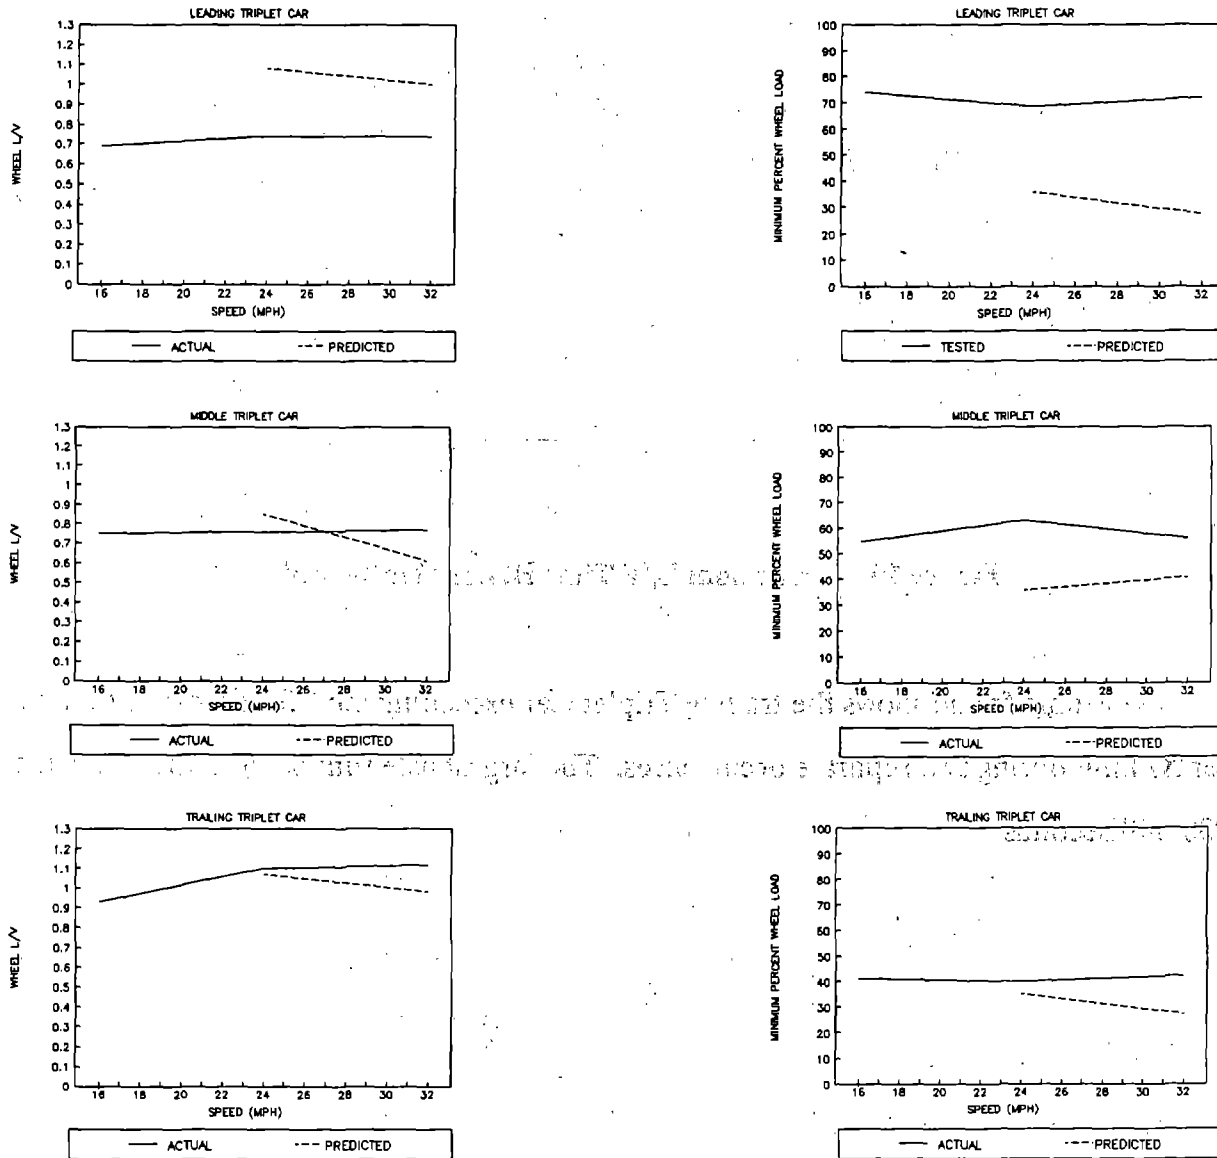 LEADING TRIPLET CAR
1.3
1.2
1.1
1
0.9
0.8
0.7
0.6
0.5
0.4
0.3
0.2
0.1
0
WHEEL L/V
16 18 20 22 24 26 28 30 32
SPEED (MPH)
ACTUAL PREDICTED
LEADING TRIPLET CAR
100
90
80
70
60
50
40
30
20
10
0
MINIMUM PERCENT WHEEL LOAD
16 18 20 22 24 26 28 30 32
SPEED (MPH)
TESTED PREDICTED
MIDDLE TRIPLET CAR
1.3
1.2
1.1
1
0.9
0.8
0.7
0.6
0.5
0.4
0.3
0.2
0.1
0
WHEEL L/V
16 18 20 22 24 26 28 30 32
SPEED (MPH)
ACTUAL PREDICTED
MIDDLE TRIPLET CAR
100
90
80
70
60
50
40
30
20
10
0
MINIMUM PERCENT WHEEL LOAD
16 18 20 22 24 26 28 30 32
SPEED (MPH)
ACTUAL PREDICTED
TRAILING TRIPLET CAR
1.3
1.2
1.1
1
0.9
0.8
0.7
0.6
0.5
0.4
0.3
0.2
0.1
0
WHEEL L/V
16 18 20 22 24 26 28 30 32
SPEED (MPH)
ACTUAL PREDICTED
TRAILING TRIPLET CAR
100
90
80
70
60
50
40
30
20
10
0
MINIMUM PERCENT WHEEL LOAD
16 18 20 22 24 26 28 30 32
SPEED (MPH)
ACTUAL PREDICTED